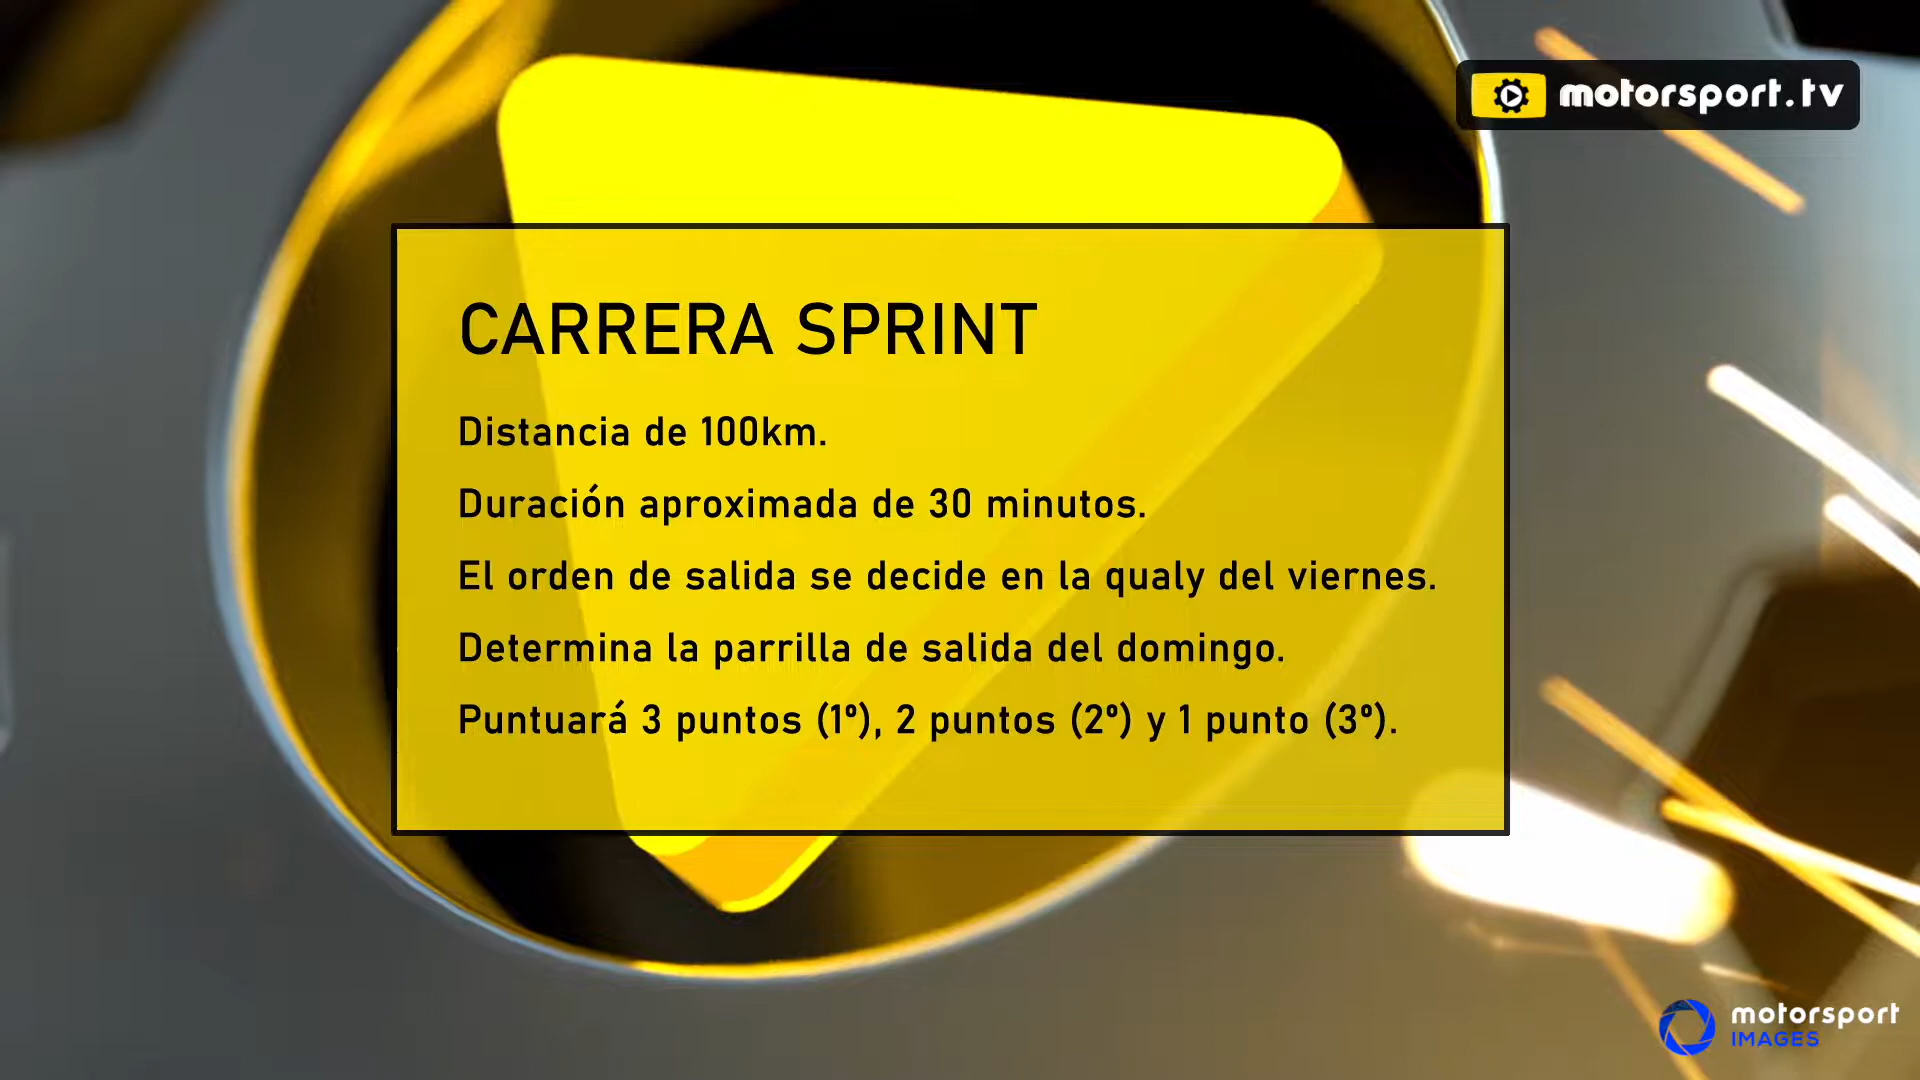 motorsport.tv
CARRERA SPRINT
Distancia de 100km.
Duración aproximada de 30 minutos.
El orden de salida se decide en la qualy del viernes.
Determina la parrilla de salida del domingo.
Puntuará 3 puntos (1º), 2 puntos (2º) y 1 punto (3º).
motorsport
IMAGES